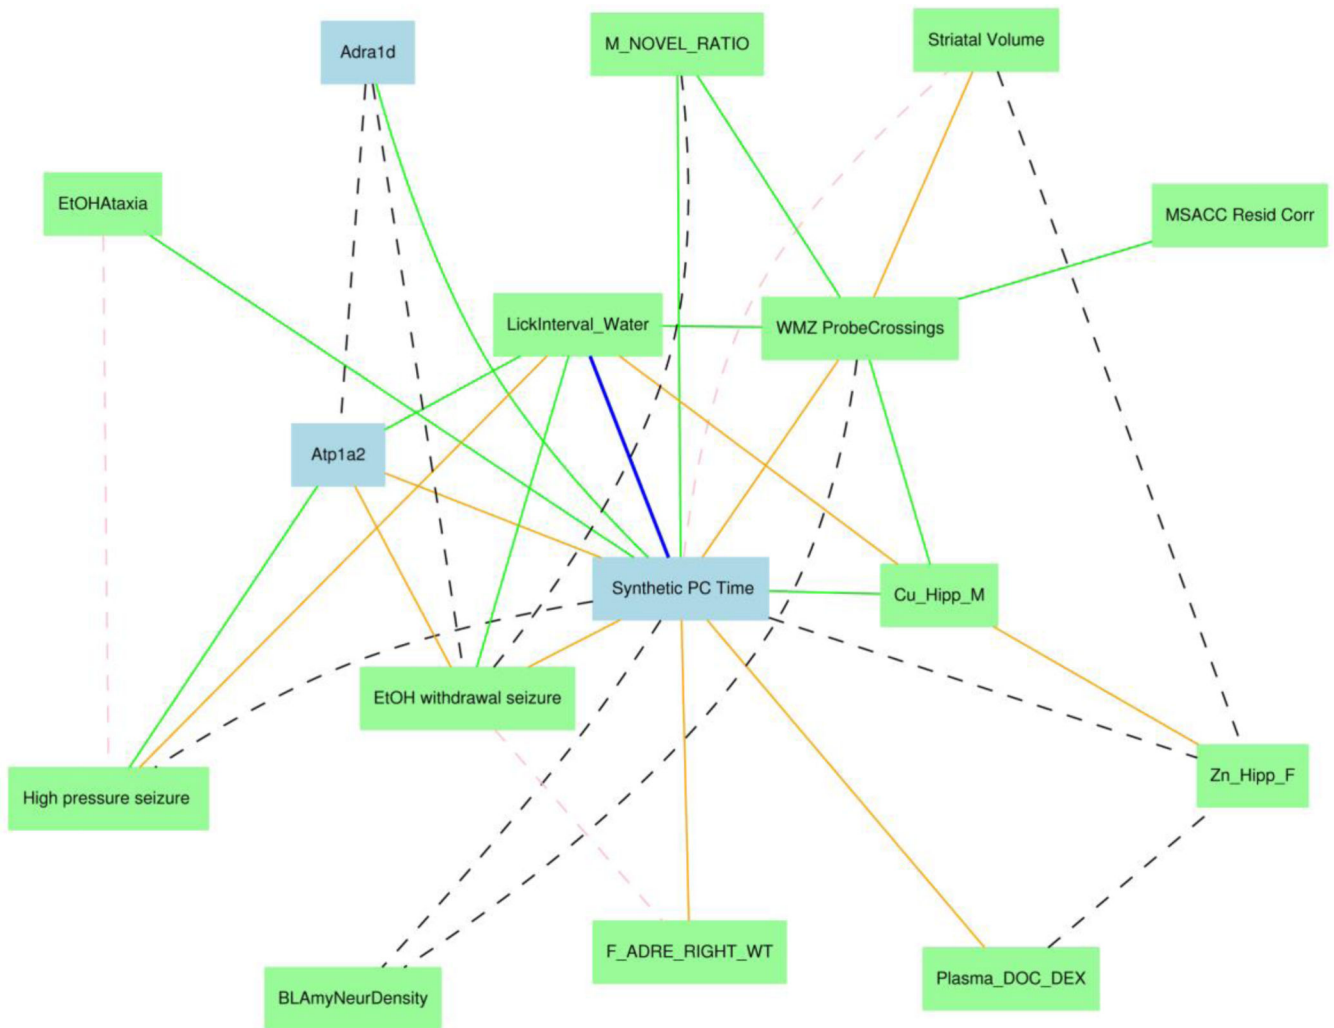 Adra1d
M_NOVEL_RATIO
Striatal Volume
EtOHAtaxia
MSACC Resid Corr
LickInterval_Water
WMZ ProbeCrossings
Atp1a2
Synthetic PC Time
Cu_Hipp_M
EtOH withdrawal seizure
High pressure seizure
Zn_Hipp_F
F_ADRE_RIGHT_WT
Plasma_DOC_DEX
BLAmyNeurDensity